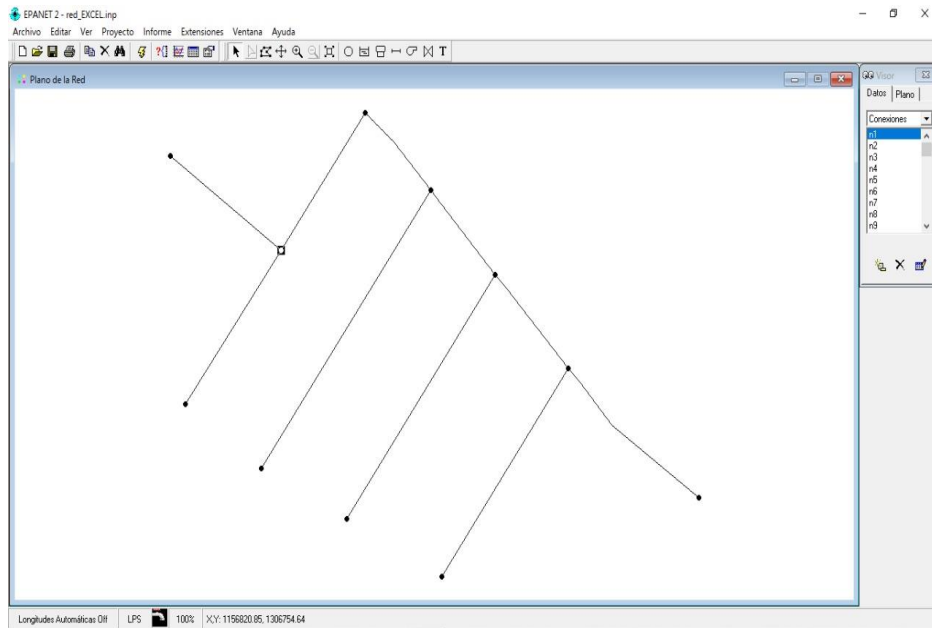 EPANET 2 - red_EXCEL.inp
Archivo Editar Ver Proyecto Informe Extensiones Ventana Ayuda
T
Plano de la Red
Visor
Datos Plano
Conexiones
n1
n2
n3
n4
n5
n6
n7
n8
n9
Longitudes Automáticas Off LPS 100% X,Y: 1156820.85, 1306754.64